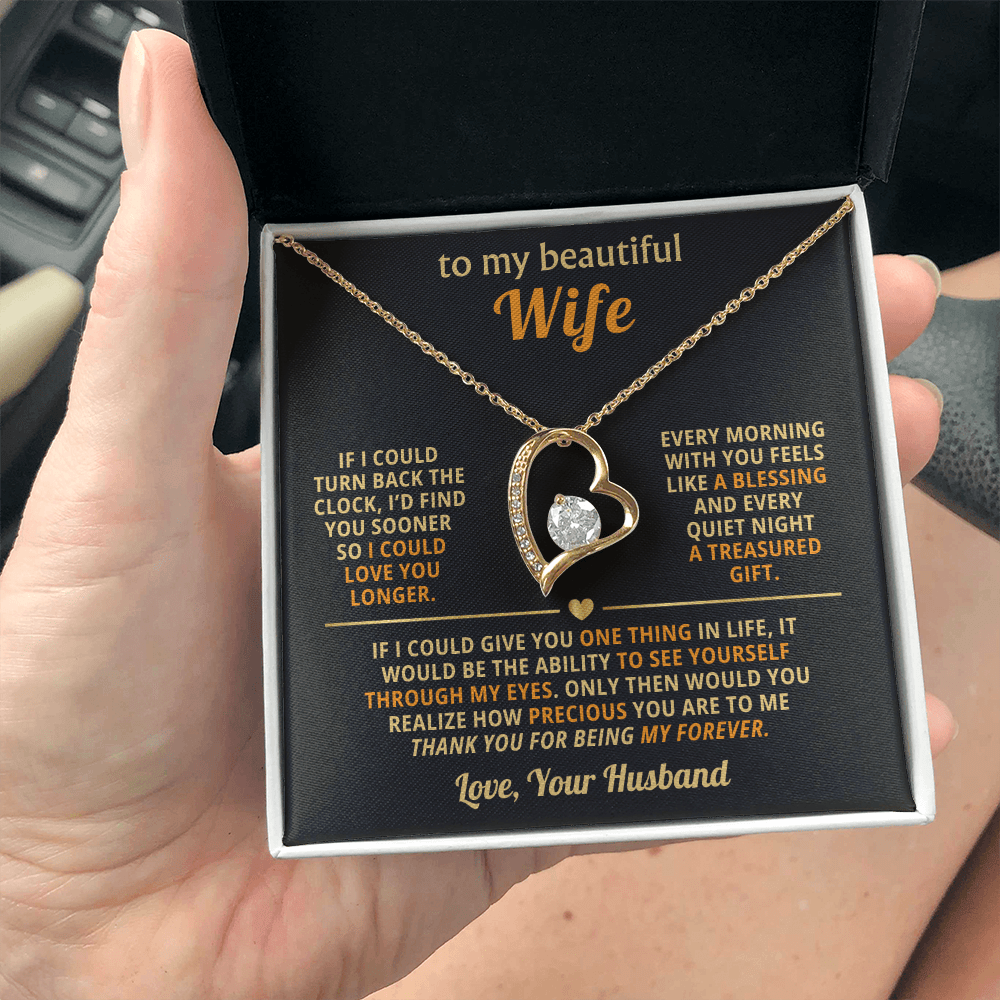 to my beautiful
Wife
IF I COULD
TURN BACK THE
CLOCK, I'D FIND
YOU SOONER
SO I COULD
LOVE YOU
LONGER.
EVERY MORNING
WITH YOU FEELS
LIKE A BLESSING
AND EVERY
QUIET NIGHT
A TREASURED
GIFT.
IF I COULD GIVE YOU ONE THING IN LIFE, IT
WOULD BE THE ABILITY TO SEE YOURSELF
THROUGH MY EYES. ONLY THEN WOULD YOU
REALIZE HOW PRECIOUS YOU ARE TO ME
THANK YOU FOR BEING MY FOREVER.
Love, Your Husband